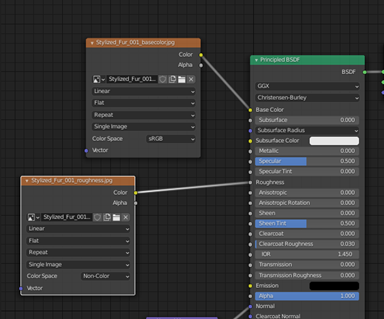 Stylized_Fur_001_basecolor.jpg
Color
Alpha
Stylized_Fur_001...
Linear
Flat
Repeat
Single Image
Color Space
sRGB
Vector
Stylized_Fur_001_roughness.jpg
Color
Alpha
Stylized_Fur_001...
Linear
Flat
Repeat
Single Image
Color Space
Non-Color
Vector
Principled BSDF
BSDF
GGX
Christensen-Burley
Base Color
Subsurface 0.000
Subsurface Radius
Subsurface Color
Metallic 0.000
Specular 0.500
Specular Tint 0.000
Roughness
Anisotropic 0.000
Anisotropic Rotation 0.000
Sheen 0.000
Sheen Tint 0.500
Clearcoat 0.000
Clearcoat Roughness 0.030
IOR 1.450
Transmission 0.000
Transmission Roughness 0.000
Emission
Alpha 1.000
Normal
Clearcoat Normal